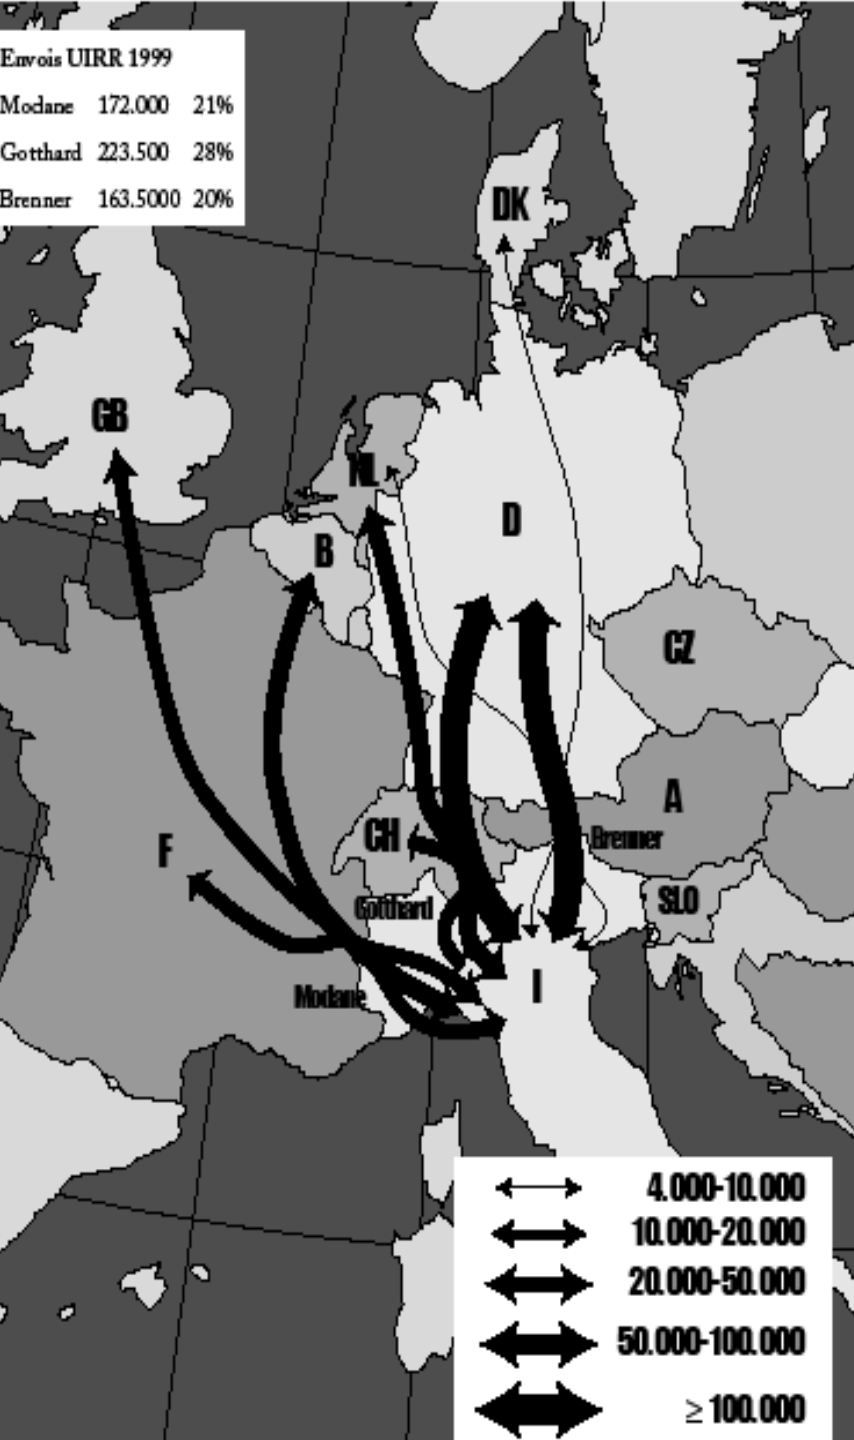 Envois UIRR 1999
Modane 172.000 21%
Gotthard 223.500 28%
Brenner 163.5000 20%
DK
GB
NL
D
B
CZ
A
CH
Brenner
F
SLO
Gotthard
I
Modane
4.000-10.000
10.000-20.000
20.000-50.000
50.000-100.000
≥ 100.000